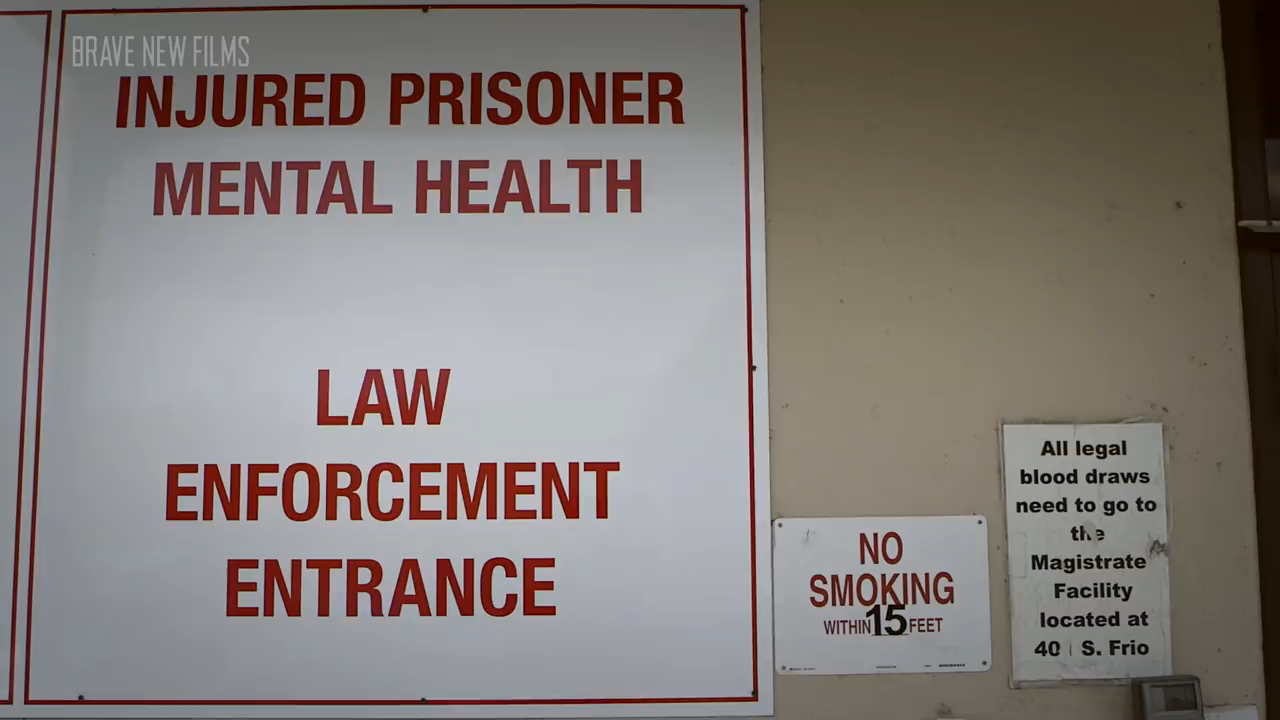 BRAVE NEW FILMS
INJURED PRISONER
MENTAL HEALTH
LAW
ENFORCEMENT
ENTRANCE
NO
SMOKING
WITHIN 15 FEET
All legal
blood draws
need to go to
the
Magistrate
Facility
located at
40 S. Frio